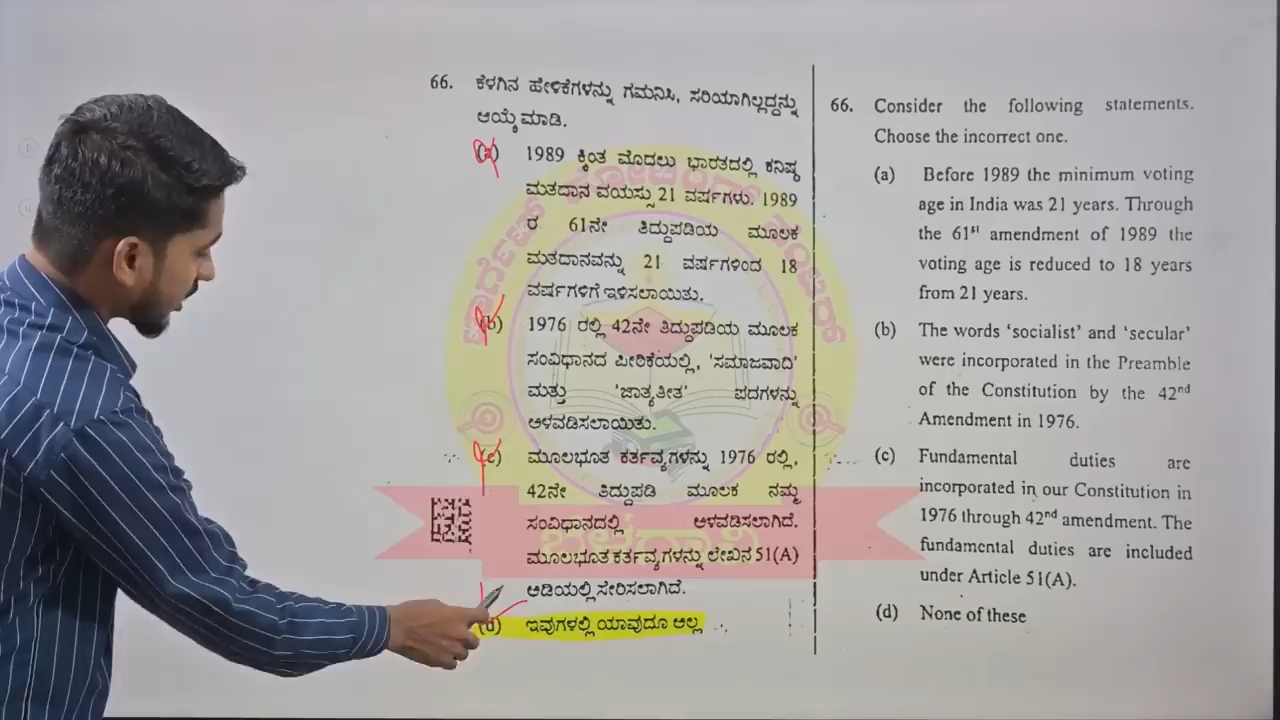 66. ಕೆಳಗಿನ ಹೇಳಿಕೆಗಳನ್ನು ಗಮನಿಸಿ, ಸರಿಯಾಗಿಲ್ಲದ್ದನ್ನು
ಆಯ್ಕೆ ಮಾಡಿ.
(a) 1989 ಕ್ಕಿಂತ ಮೊದಲು ಭಾರತದಲ್ಲಿ ಕನಿಷ್ಠ
ಮತದಾನ ವಯಸ್ಸು 21 ವರ್ಷಗಳು. 1989
ರ 61ನೇ ತಿದ್ದುಪಡಿಯ ಮೂಲಕ
ಮತದಾನವನ್ನು 21 ವರ್ಷಗಳಿಂದ 18
ವರ್ಷಗಳಿಗೆ ಇಳಿಸಲಾಯಿತು.
(b) 1976 ರಲ್ಲಿ 42ನೇ ತಿದ್ದುಪಡಿಯ ಮೂಲಕ
ಸಂವಿಧಾನದ ಪೀಠಿಕೆಯಲ್ಲಿ, 'ಸಮಾಜವಾದಿ'
ಮತ್ತು 'ಜಾತ್ಯತೀತ' ಪದಗಳನ್ನು
ಅಳವಡಿಸಲಾಯಿತು.
(c) ಮೂಲಭೂತ ಕರ್ತವ್ಯಗಳನ್ನು 1976 ರಲ್ಲಿ,
42ನೇ ತಿದ್ದುಪಡಿ ಮೂಲಕ ನಮ್ಮ
ಸಂವಿಧಾನದಲ್ಲಿ ಅಳವಡಿಸಲಾಗಿದೆ.
ಮೂಲಭೂತ ಕರ್ತವ್ಯಗಳನ್ನು ಲೇಖನ 51(A)
ಅಡಿಯಲ್ಲಿ ಸೇರಿಸಲಾಗಿದೆ.
(d) ಇವುಗಳಲ್ಲಿ ಯಾವುದೂ ಅಲ್ಲ
66. Consider the following statements.
Choose the incorrect one.
(a) Before 1989 the minimum voting
age in India was 21 years. Through
the 61st amendment of 1989 the
voting age is reduced to 18 years
from 21 years.
(b) The words ‘socialist’ and ‘secular’
were incorporated in the Preamble
of the Constitution by the 42nd
Amendment in 1976.
(c) Fundamental duties are
incorporated in our Constitution in
1976 through 42nd amendment. The
fundamental duties are included
under Article 51(A).
(d) None of these